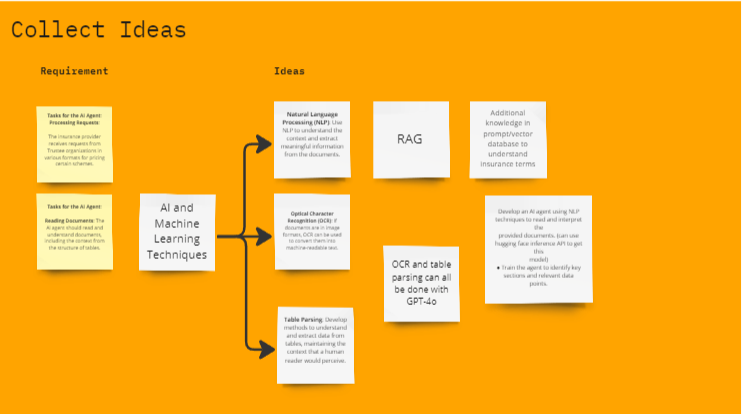 Collect Ideas
Requirement
Ideas
Tasks for the AI Agent:
Processing Requests:
The insurance provider
receives requests from
Trustee organizations in
various formats for pricing
certain schemes.
Tasks for the AI Agent:
Reading Documents: The
AI agent should read and
understand documents,
including the context from
the structure of tables.
AI and
Machine
Learning
Techniques
Natural Language
Processing (NLP): Use
NLP to understand the
context and extract
meaningful information
from the documents.
Optical Character
Recognition (OCR): If
documents are in image
formats, OCR can be used
to convert them into
machine-readable text.
Table Parsing: Develop
methods to understand
and extract data from
tables, maintaining the
context that a human
reader would perceive.
RAG
OCR and table
parsing can all
be done with
GPT-4o
Additional
knowledge in
prompt/vector
database to
understand
insurance terms
Develop an AI agent using NLP
techniques to read and interpret
the
provided documents. (can use
hugging face inference API to get
this
model)
● Train the agent to identify key
sections and relevant data
points.